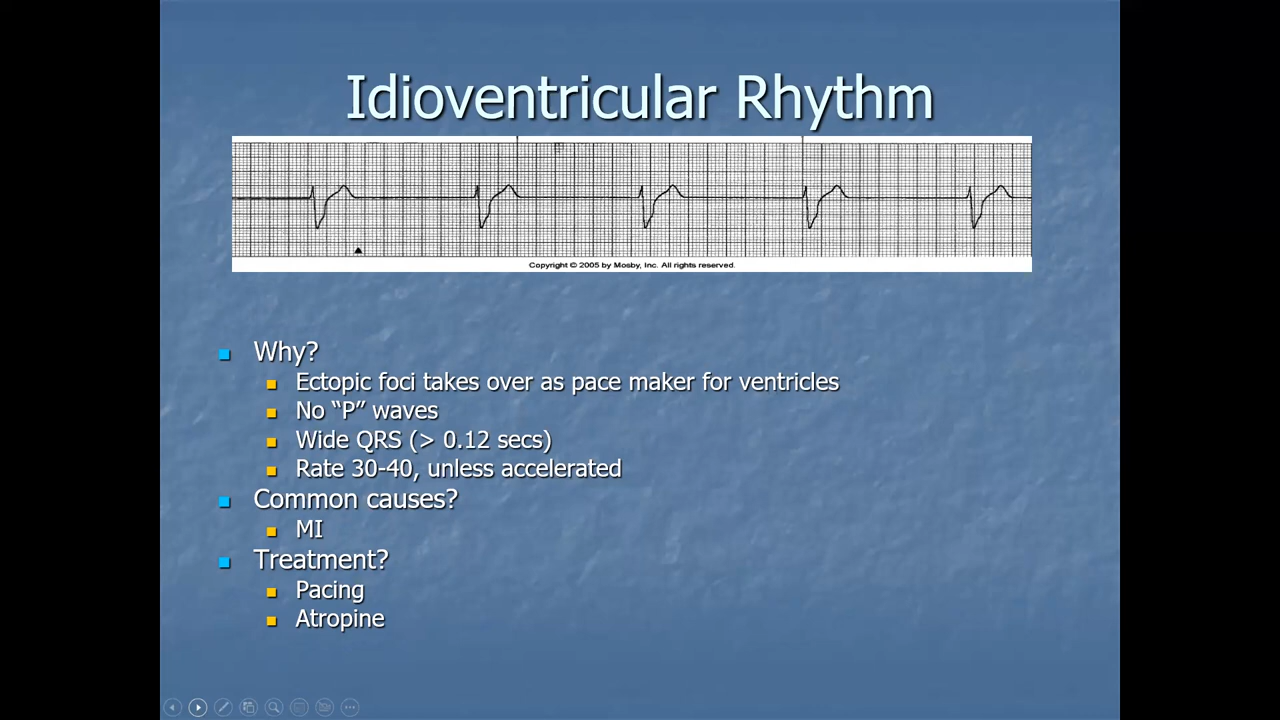 Idioventricular Rhythm
Copyright © 2005 by Mosby, Inc. All rights reserved.
Why?
Ectopic foci takes over as pace maker for ventricles
No “P” waves
Wide QRS (> 0.12 secs)
Rate 30-40, unless accelerated
Common causes?
MI
Treatment?
Pacing
Atropine